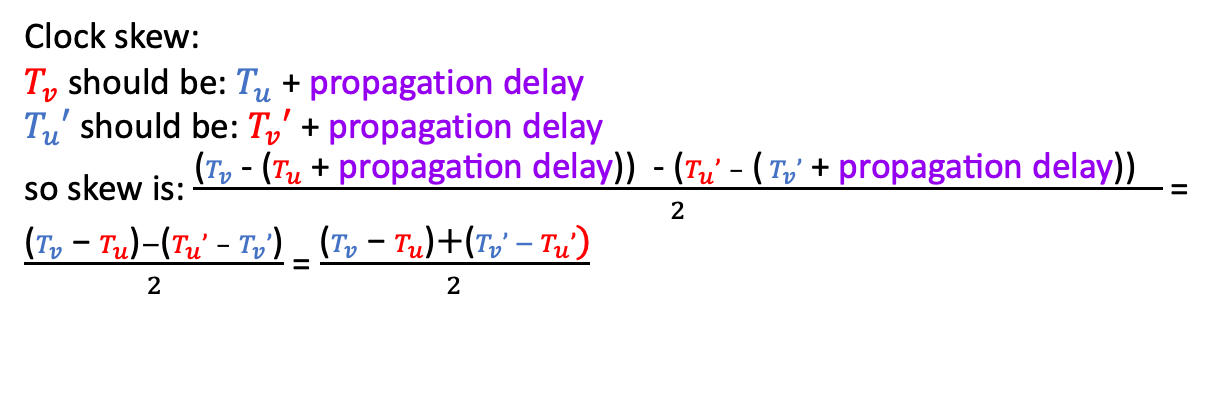 Clock skew:
𝑇𝑣 should be: 𝑇𝑢 + propagation delay
𝑇𝑢′ should be: 𝑇𝑣′ + propagation delay
so skew is: ((𝑇𝑣 - (𝑇𝑢 + propagation delay)) - (𝑇𝑢’ – ( 𝑇𝑣’ + propagation delay))) / 2 =
((𝑇𝑣 − 𝑇𝑢)–(𝑇𝑢’ – 𝑇𝑣’)) / 2 = ((𝑇𝑣 − 𝑇𝑢)+(𝑇𝑣’ – 𝑇𝑢’)) / 2